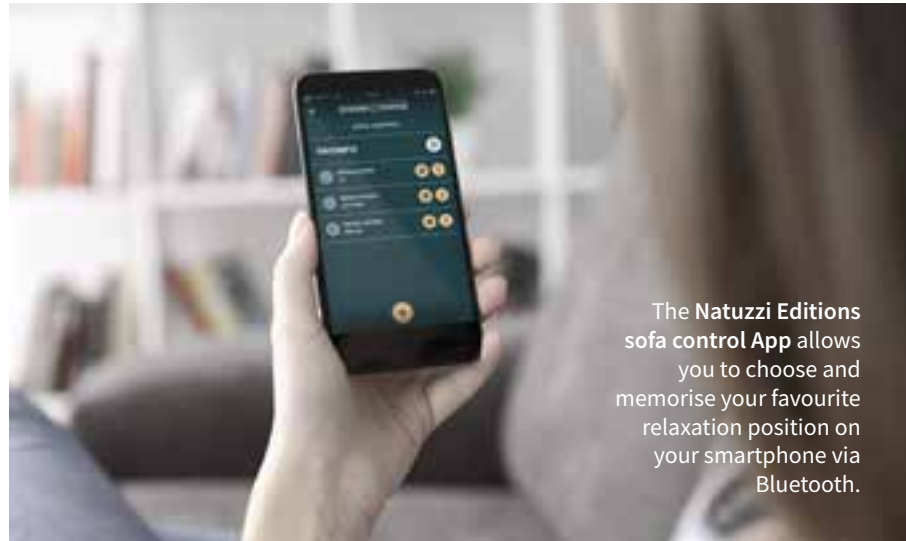 The Natuzzi Editions
sofa control App allows
you to choose and
memorise your favourite
relaxation position on
your smartphone via
Bluetooth.